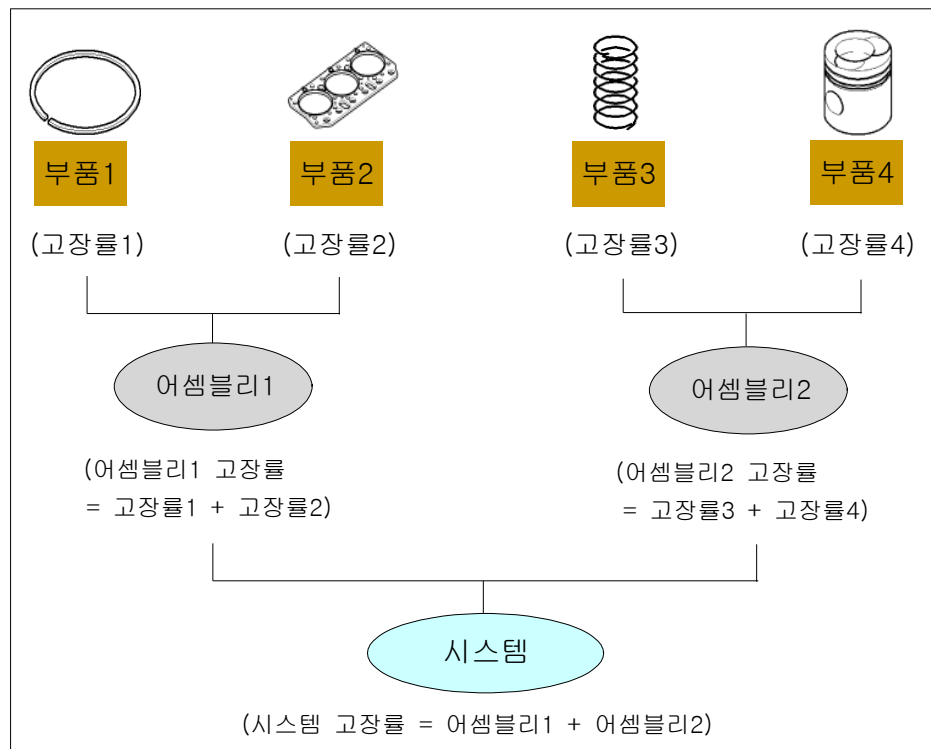 부품1
부품2
부품3
부품4
(고장률1)
(고장률2)
(고장률3)
(고장률4)
어셈블리1
어셈블리2
(어셈블리1 고장률
= 고장률1 + 고장률2)
(어셈블리2 고장률
= 고장률3 + 고장률4)
시스템
(시스템 고장률 = 어셈블리1 + 어셈블리2)